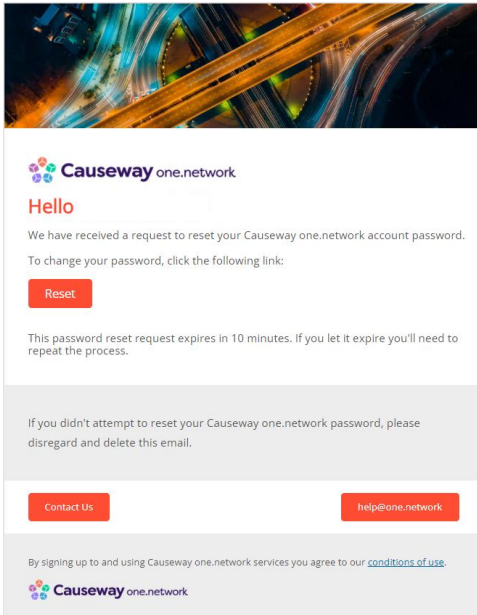 Causeway one.network
Hello
We have received a request to reset your Causeway one.network account password.
To change your password, click the following link:
Reset
This password reset request expires in 10 minutes. If you let it expire you'll need to
repeat the process.
If you didn't attempt to reset your Causeway one.network password, please
disregard and delete this email.
Contact Us
help@one.network
By signing up to and using Causeway one.network services you agree to our conditions of use.
Causeway one.network